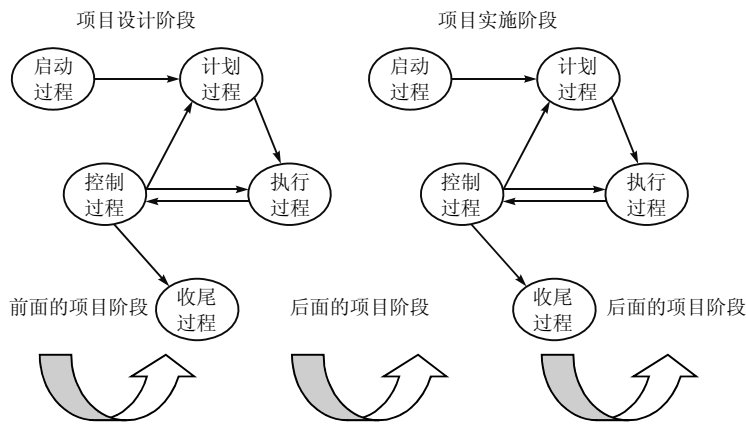 项目设计阶段
项目实施阶段
启动
过程
计划
过程
启动
过程
计划
过程
控制
过程
执行
过程
控制
过程
执行
过程
前面的项目阶段
收尾
过程
后面的项目阶段
收尾
过程
后面的项目阶段